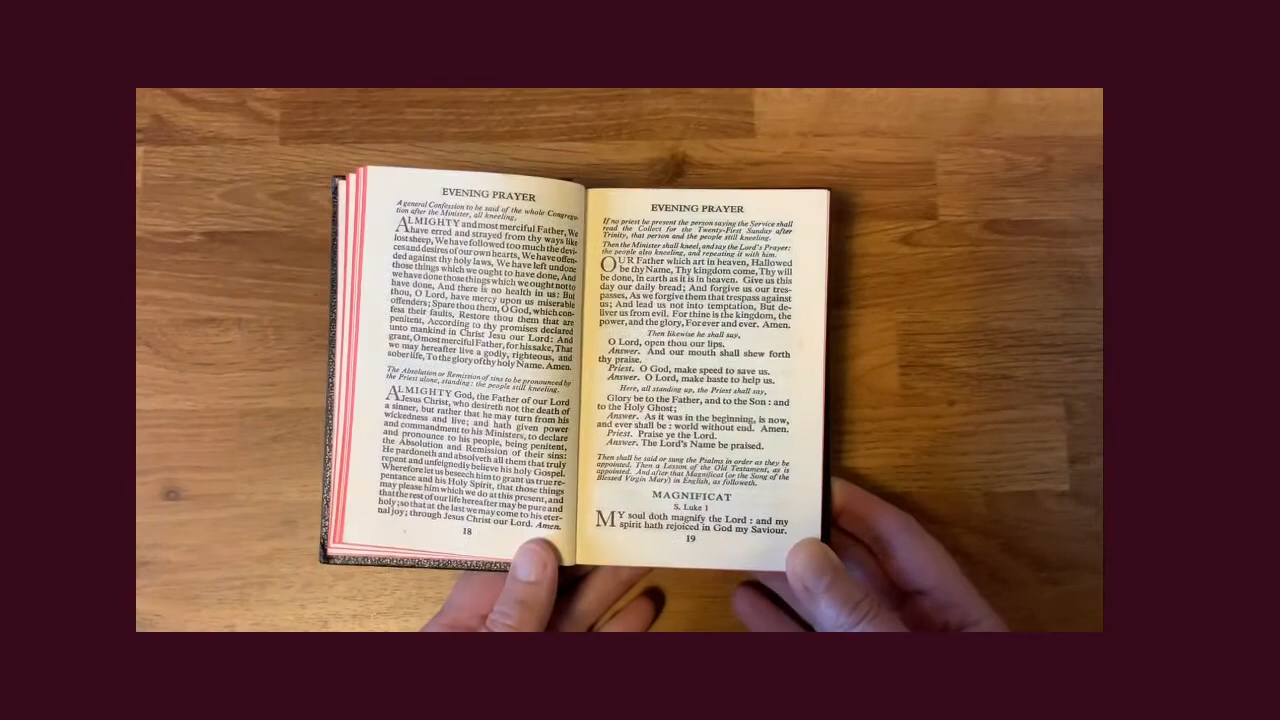 EVENING PRAYER
A general Confession to be said of the whole Congrega-
tion after the Minister, all kneeling.
ALMIGHTY and most merciful Father, We
have erred and strayed from thy ways like
lost sheep, We have followed too much the devi-
ces and desires of our own hearts, We have offen-
ded against thy holy laws, We have left undone
those things which we ought to have done, And
we have done those things which we ought not to
have done, And there is no health in us: But
thou, O Lord, have mercy upon us miserable
offenders; Spare thou them, O God, which con-
fess their faults, Restore thou them that are
penitent, According to thy promises declared
unto mankind in Christ Jesu our Lord: And
grant, O most merciful Father, for his sake, That
we may hereafter live a godly, righteous, and
sober life, To the glory of thy holy Name. Amen.
The Absolution or Remission of sins to be pronounced by
the Priest alone, standing: the people still kneeling.
ALMIGHTY God, the Father of our Lord
Jesus Christ, who desireth not the death of
a sinner, but rather that he may turn from his
wickedness and live; and hath given power
and commandment to his Ministers, to declare
and pronounce to his people, being penitent,
the Absolution and Remission of their sins:
He pardoneth and absolveth all them that truly
repent and unfeignedly believe his holy Gospel.
Wherefore let us beseech him to grant us true re-
pentance and his Holy Spirit, that those things
may please him which we do at this present, and
that the rest of our life hereafter may be pure and
holy; so that at the last we may come to his eter-
nal joy; through Jesus Christ our Lord. Amen.
18
EVENING PRAYER
If no priest be present the person saying the Service shall
read the Collect for the Twenty-First Sunday after
Trinity, that person and the people still kneeling.
Then the Minister shall kneel, and say the Lord's Prayer:
the people also kneeling, and repeating it with him.
OUR Father which art in heaven, Hallowed
be thy Name, Thy kingdom come, Thy will
be done, in earth as it is in heaven. Give us this
day our daily bread; And forgive us our tres-
passes, As we forgive them that trespass against
us; And lead us not into temptation, But de-
liver us from evil. For thine is the kingdom, the
power, and the glory, For ever and ever. Amen.
Then likewise he shall say,
O Lord, open thou our lips.
Answer. And our mouth shall shew forth
thy praise.
Priest. O God, make speed to save us.
Answer. O Lord, make haste to help us.
Here, all standing up, the Priest shall say,
Glory be to the Father, and to the Son : and
to the Holy Ghost;
Answer. As it was in the beginning, is now,
and ever shall be : world without end. Amen.
Priest. Praise ye the Lord.
Answer. The Lord's Name be praised.
Then shall be said or sung the Psalms in order as they be
appointed. Then a Lesson of the Old Testament, as is
appointed. And after that Magnificat (or the Song of the
Blessed Virgin Mary) in English, as followeth.
MAGNIFICAT
S. Luke 1
MY soul doth magnify the Lord : and my
spirit hath rejoiced in God my Saviour.
19